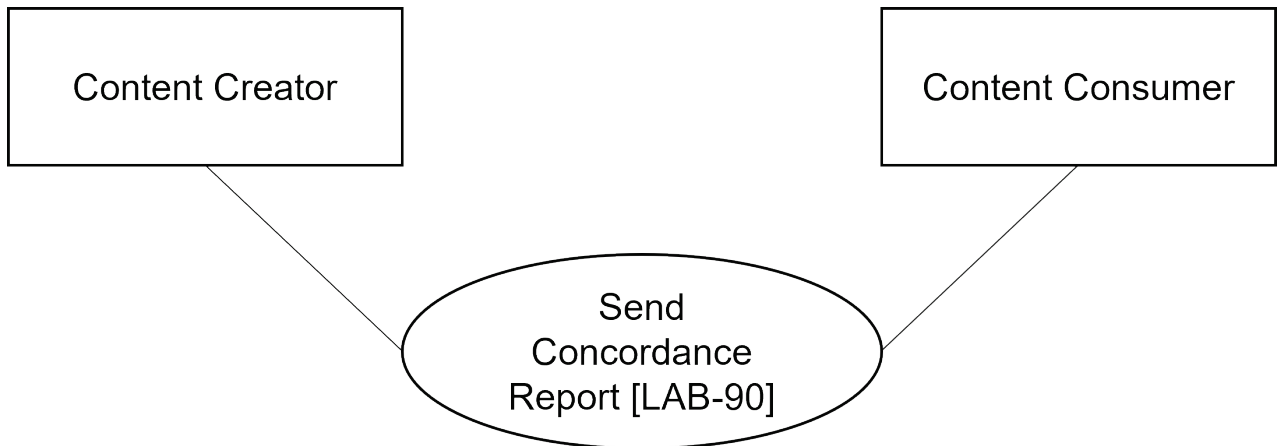 Content Creator
Content Consumer
Send
Concordance
Report [LAB-90]